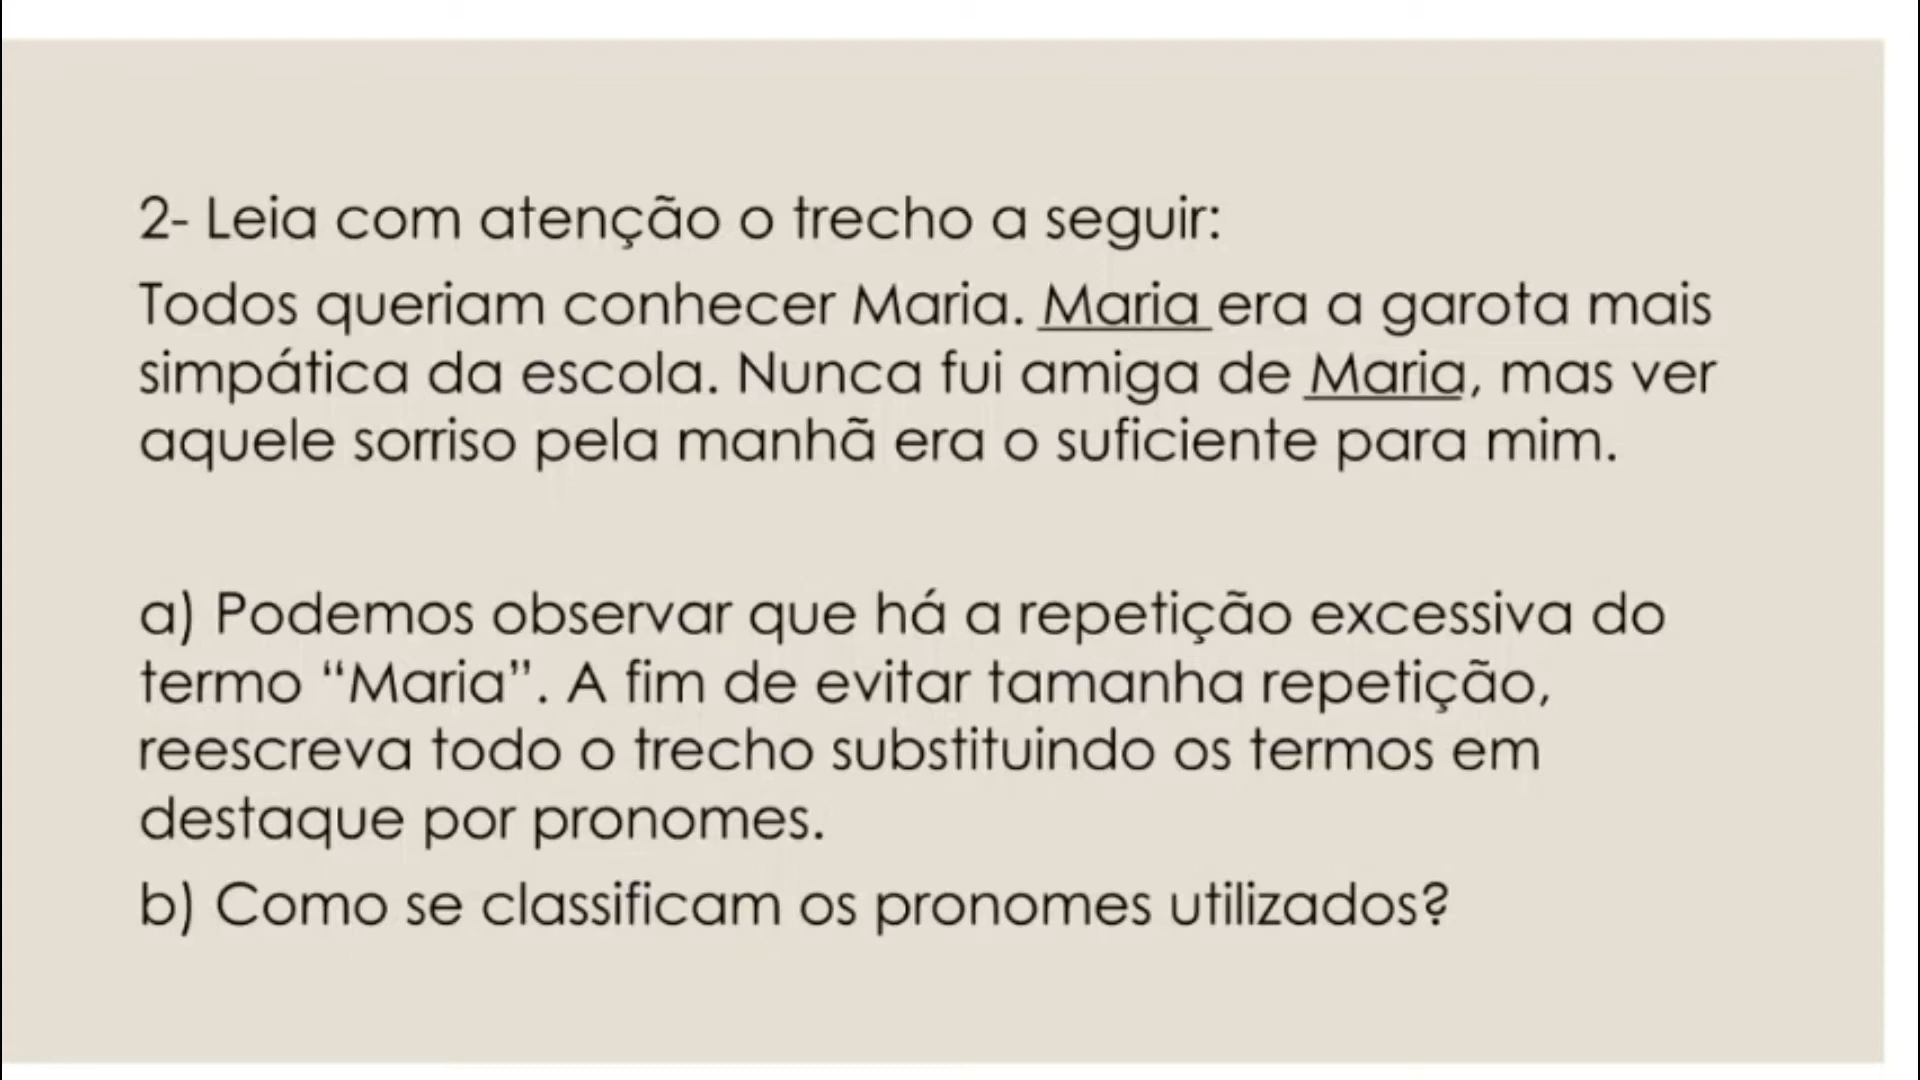 2- Leia com atenção o trecho a seguir:
Todos queriam conhecer Maria. Maria era a garota mais
simpática da escola. Nunca fui amiga de Maria, mas ver
aquele sorriso pela manhã era o suficiente para mim.
a) Podemos observar que há a repetição excessiva do
termo “Maria”. A fim de evitar tamanha repetição,
reescreva todo o trecho substituindo os termos em
destaque por pronomes.
b) Como se classificam os pronomes utilizados?